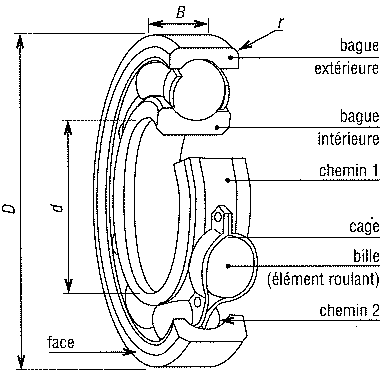 B
r
bague
extérieure
bague
intérieure
chemin 1
D
d
cage
bille
(élément roulant)
chemin 2
face